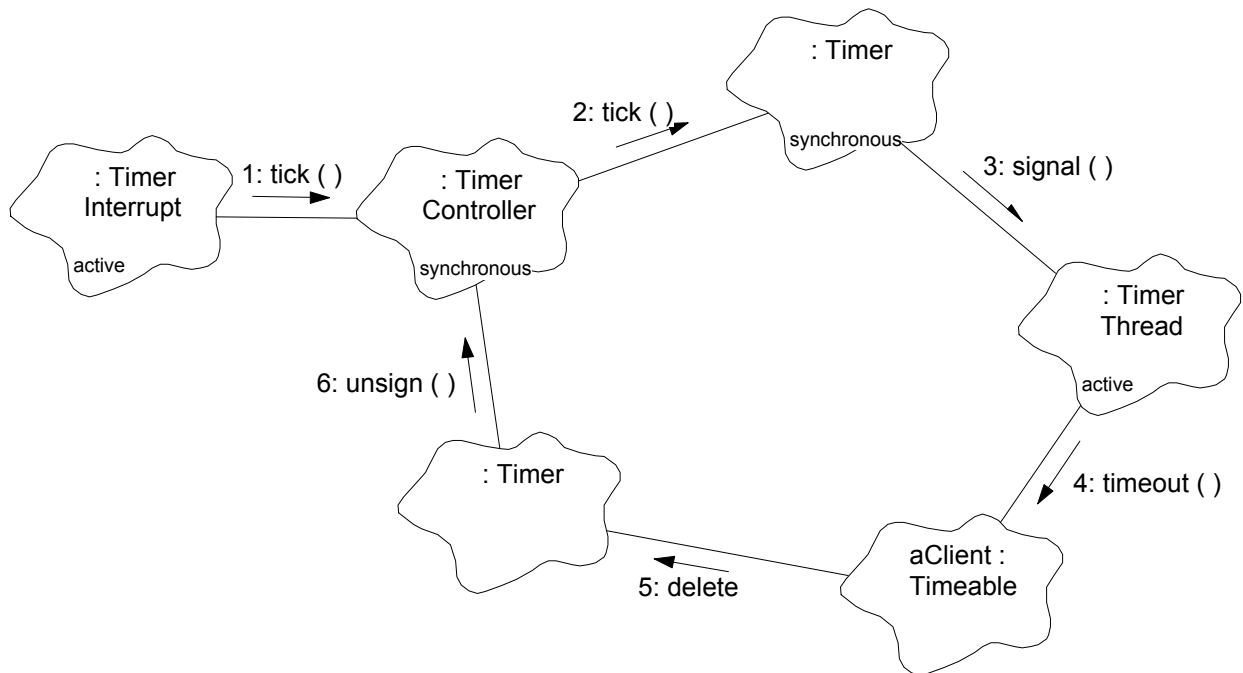 : Timer
2: tick ( )
synchronous
1: tick ( )
: Timer
Interrupt
active
: Timer
Controller
synchronous
3: signal ( )
: Timer
Thread
active
6: unsign ( )
: Timer
4: timeout ( )
aClient :
Timeable
5: delete